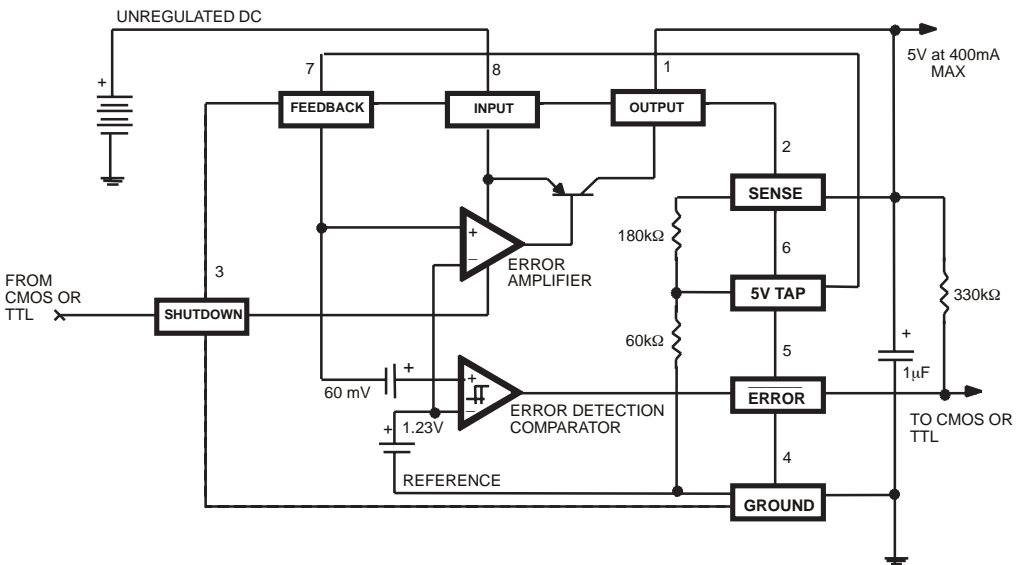 UNREGULATED DC
5V at 400mA
MAX
7
8
1
+
FEEDBACK
INPUT
OUTPUT
2
SENSE
180kΩ
+
−
ERROR
AMPLIFIER
6
3
FROM
CMOS OR
TTL
SHUTDOWN
5V TAP
330kΩ
60kΩ
5
+
1µF
60 mV
+
+
−
ERROR DETECTION
COMPARATOR
ERROR
TO CMOS OR
TTL
+
1.23V
4
REFERENCE
GROUND